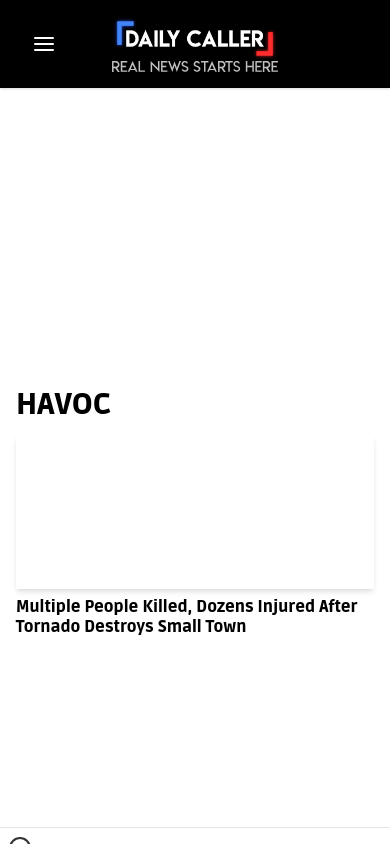 DAILY CALLER
REAL NEWS STARTS HERE
HAVOC
Multiple People Killed, Dozens Injured After
Tornado Destroys Small Town